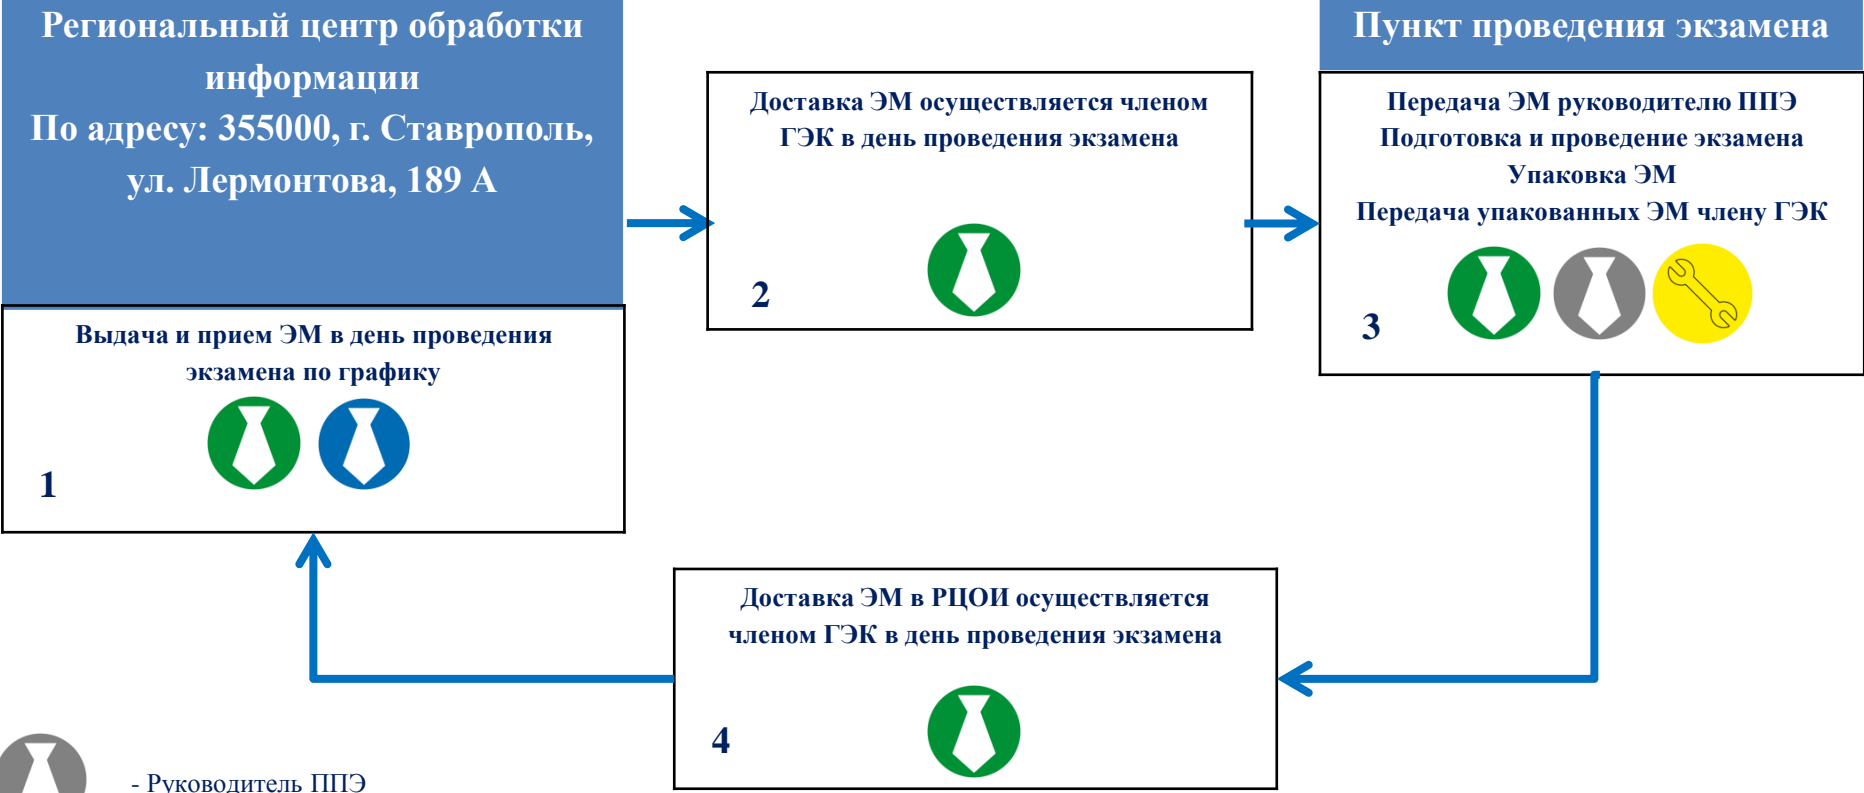 Региональный центр обработки
информации
По адресу: 355000, г. Ставрополь,
ул. Лермонтова, 189 А
Выдача и прием ЭМ в день проведения
экзамена по графику
1
Доставка ЭМ осуществляется членом
ГЭК в день проведения экзамена
2
Пункт проведения экзамена
Передача ЭМ руководителю ППЭ
Подготовка и проведение экзамена
Упаковка ЭМ
Передача упакованных ЭМ члену ГЭК
3
Доставка ЭМ в РЦОИ осуществляется
членом ГЭК в день проведения экзамена
4
- Руководитель ППЭ